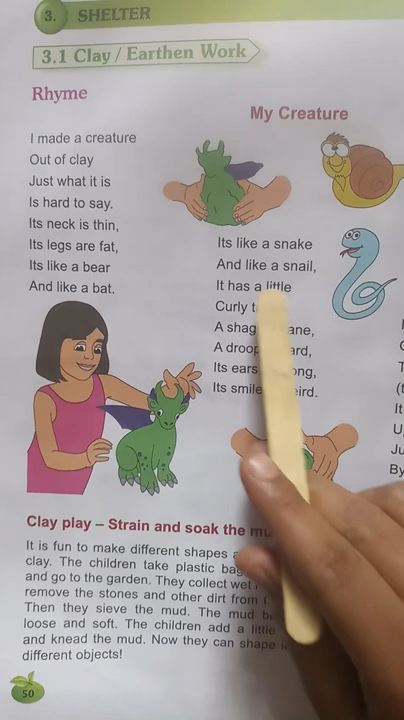 3. SHELTER
3.1 Clay / Earthen Work
Rhyme
My Creature
I made a creature
Out of clay
Just what it is
Is hard to say.
Its neck is thin,
Its legs are fat,
Its like a bear
And like a bat.
Its like a snake
And like a snail,
It has a little
Curly
A
A
Its ears
Its smile
Clay play – Strain and soak the
It is fun to make different shapes
clay. The children take plastic
and go to the garden. They collect wet
remove the stones and other dirt from
Then they sieve the mud. The mud
loose and soft. The children add a little
and knead the mud. Now they can shape
different objects!
50